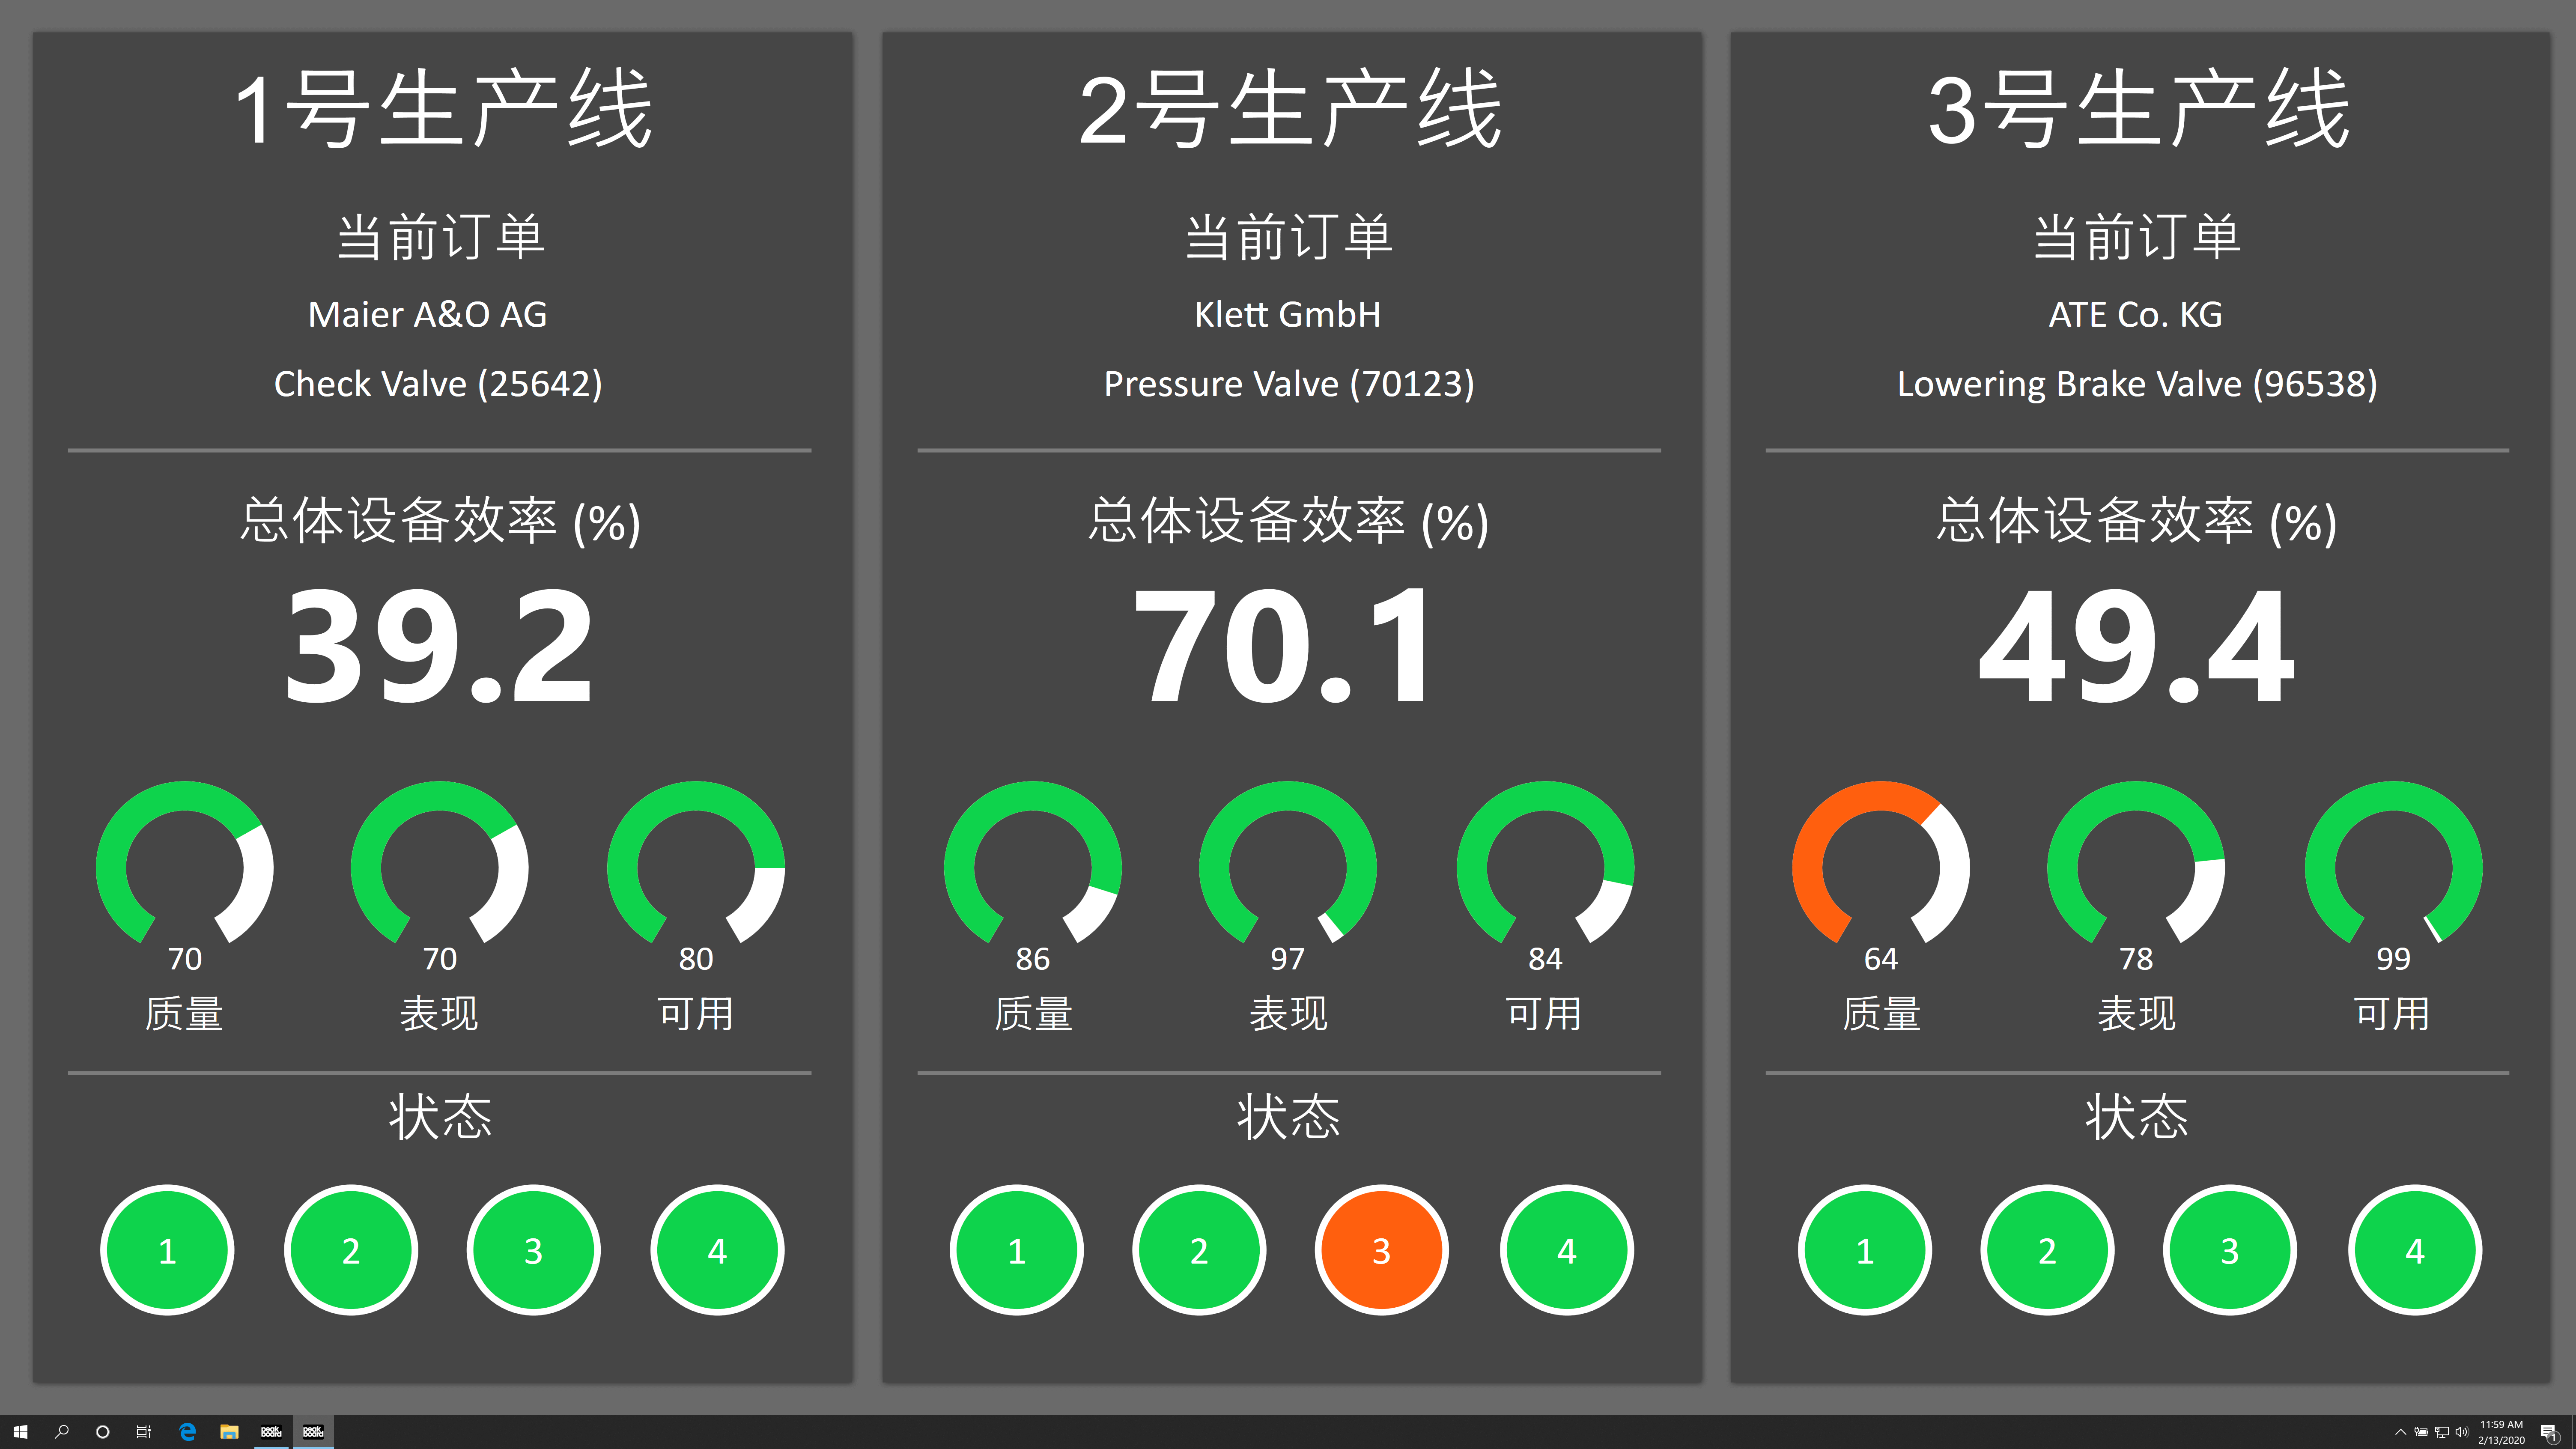 1号生产线
当前订单
Maier A&O AG
Check Valve (25642)
总体设备效率 (%)
39.2
70 70 80
质量 表现 可用
状态
1 2 3 4
2号生产线
当前订单
Klett GmbH
Pressure Valve (70123)
总体设备效率 (%)
70.1
86 97 84
质量 表现 可用
状态
1 2 3 4
3号生产线
当前订单
ATE Co. KG
Lowering Brake Valve (96538)
总体设备效率 (%)
49.4
64 78 99
质量 表现 可用
状态
1 2 3 4
peak board peak board
11:59 AM
2/13/2020
1